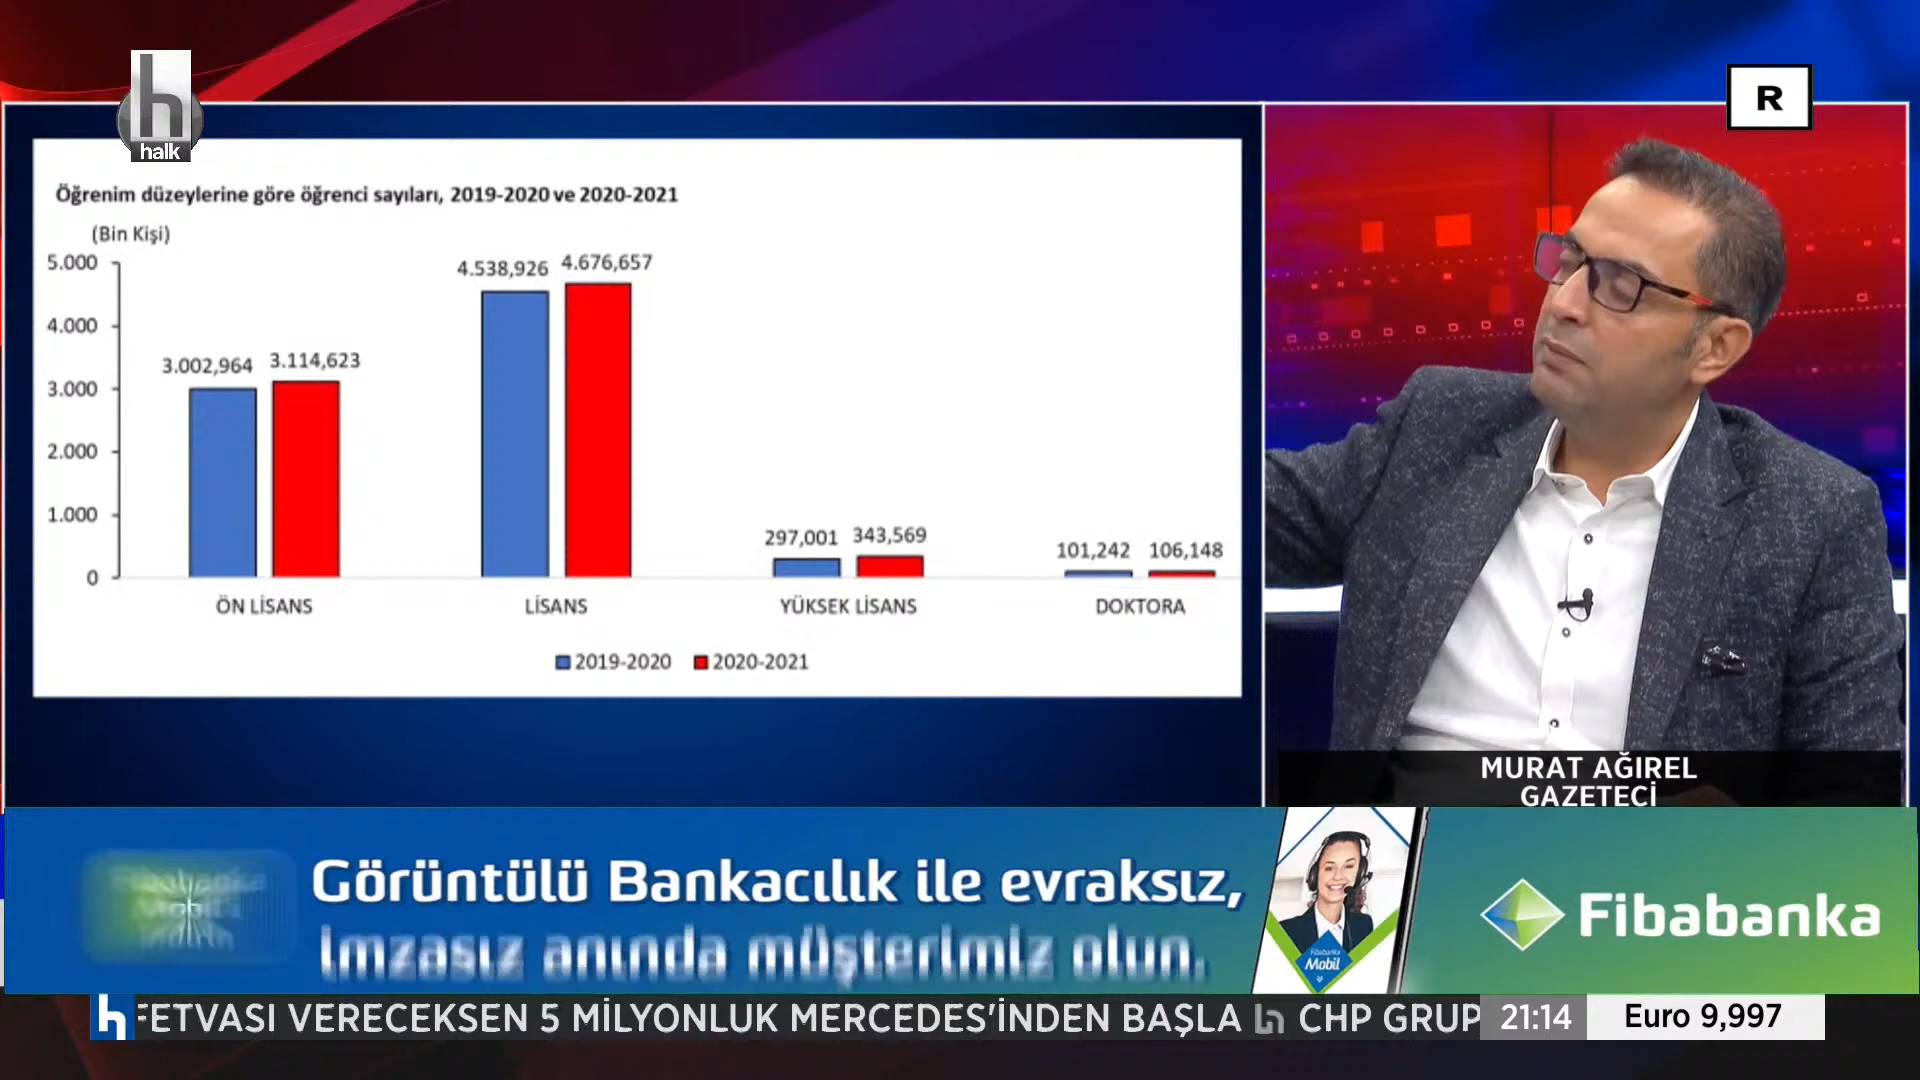 h
halk
R
Öğrenim düzeylerine göre öğrenci sayıları, 2019-2020 ve 2020-2021
(Bin Kişi)
5.000
4.000
3.000
2.000
1.000
0
3.002,964 3.114,623
4.538,926 4.676,657
297,001 343,569
101,242 106,148
ÖN LİSANS LİSANS YÜKSEK LİSANS DOKTORA
2019-2020 2020-2021
MURAT AĞIREL
GAZETECİ
Görüntülü Bankacılık ile evraksız,
imzasız anında müşterimiz olun.
Fibabanka
Mobil
Fibabanka
h FETVASI VERECEKSEN 5 MİLYONLUK MERCEDES'İNDEN BAŞLA h CHP GRUP 21:14 Euro 9,997